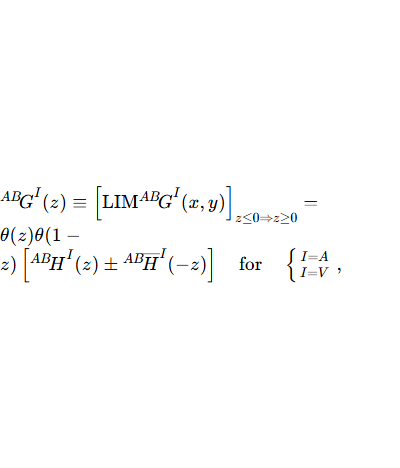 ^{AB}G^I(z) ≡ [LIM ^{AB}G^I(x, y)]_{z≤0⇒z≥0} =
θ(z)θ(1 −
z) [^{AB}H^I(z) ± ^{AB}\overline{H}^I(−z)] for { I=A I=V ,